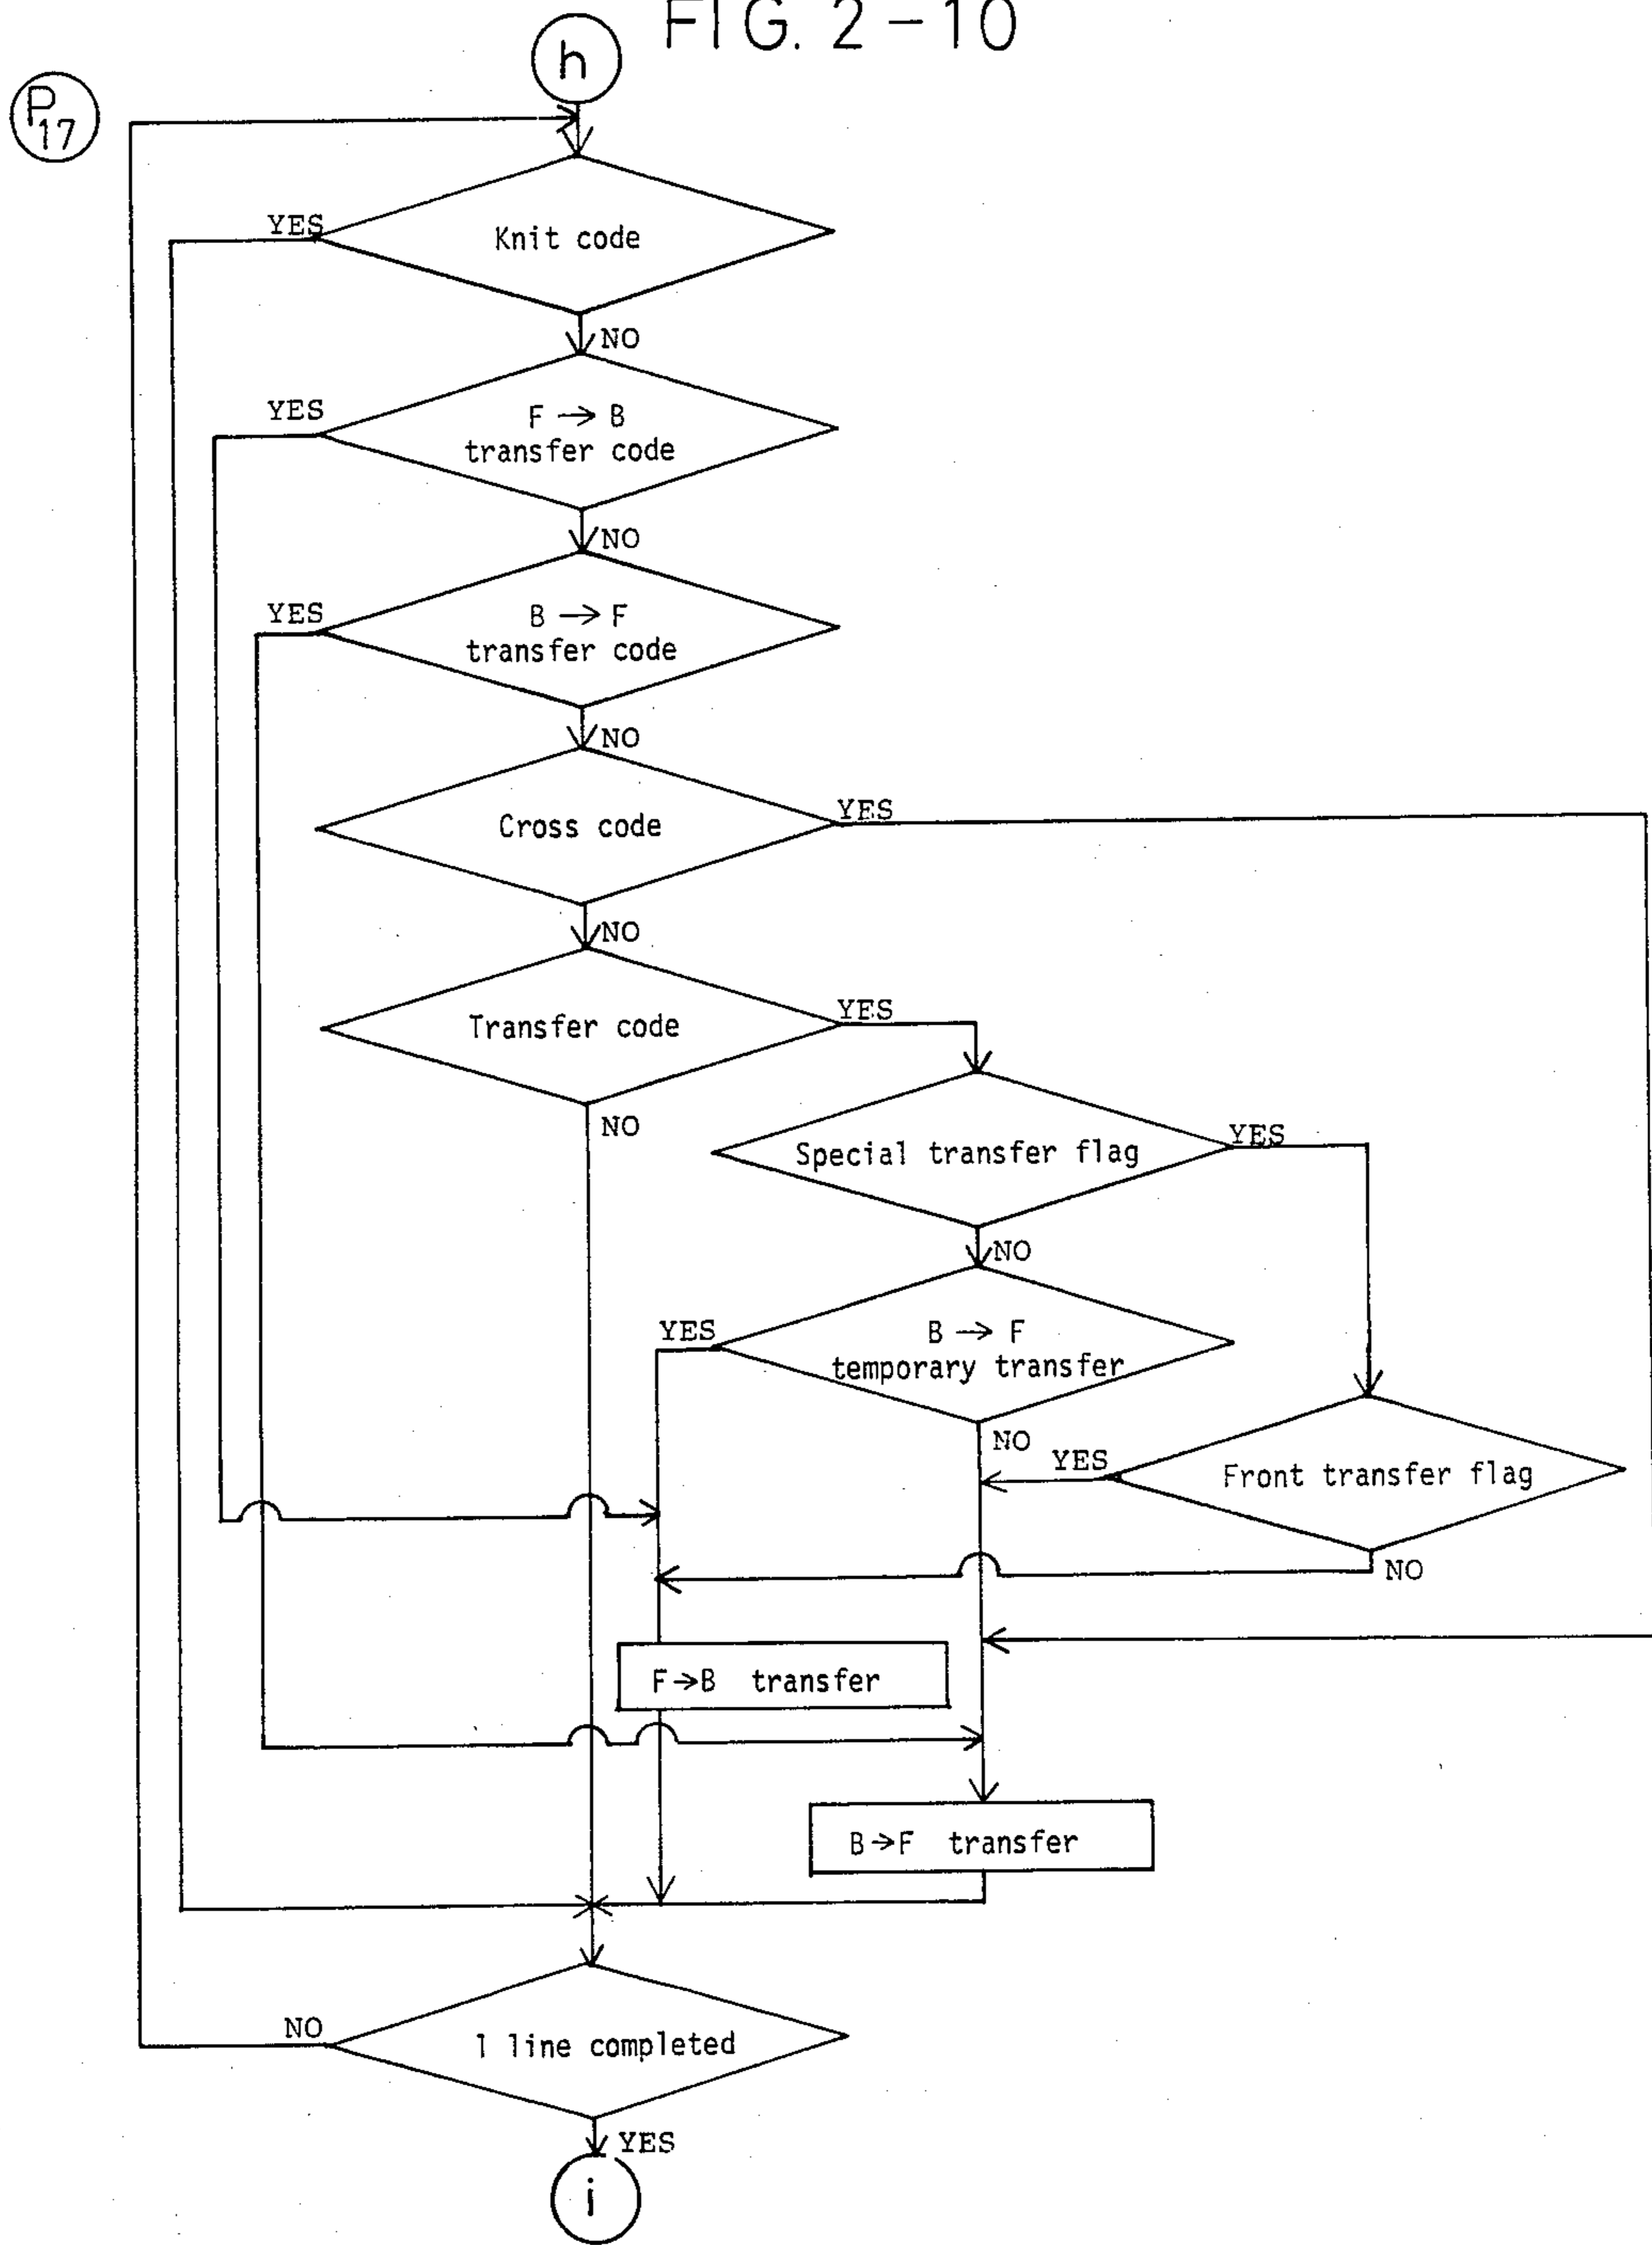 FIG. 2-10
h
P17
YES
Knit code
NO
YES
F → B
transfer code
NO
YES
B → F
transfer code
NO
Cross code
YES
NO
Transfer code
YES
NO
Special transfer flag
YES
NO
YES
B → F
temporary transfer
NO
YES
Front transfer flag
NO
F→B transfer
B→F transfer
NO
1 line completed
YES
i